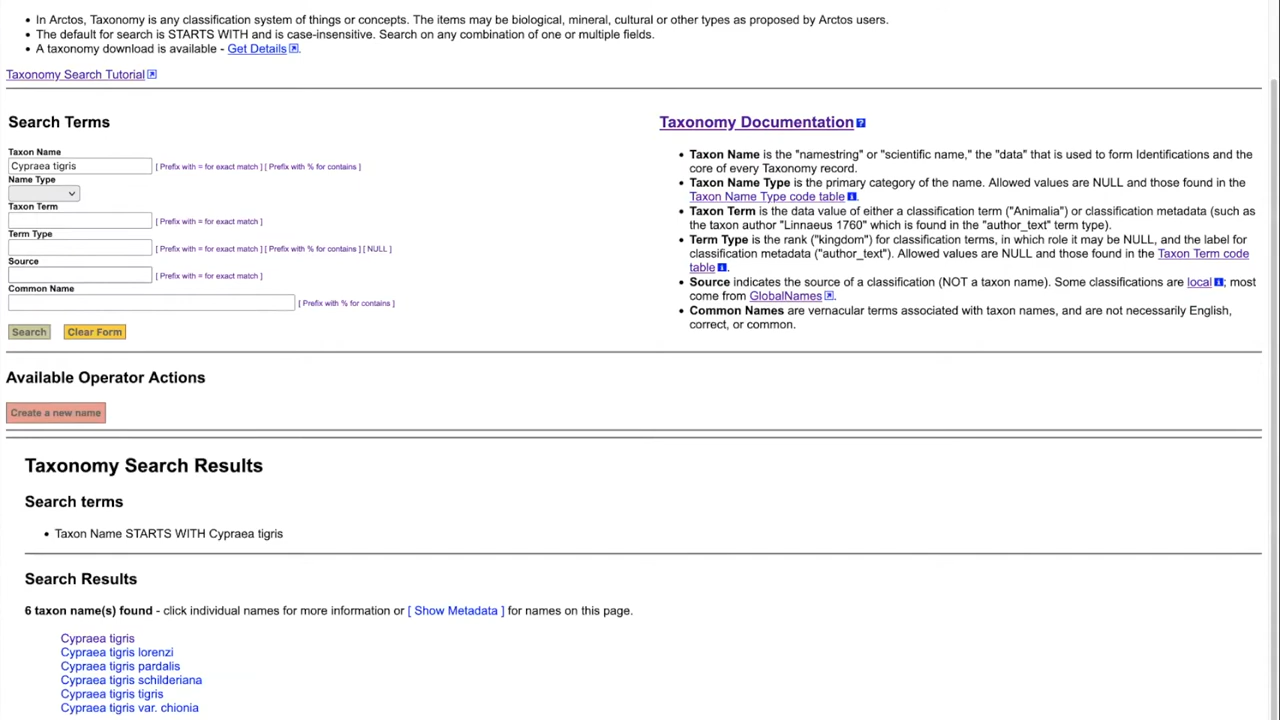 In Arctos, Taxonomy is any classification system of things or concepts. The items may be biological, mineral, cultural or other types as proposed by Arctos users.
The default for search is STARTS WITH and is case-insensitive. Search on any combination of one or multiple fields.
A taxonomy download is available - Get Details.
Taxonomy Search Tutorial
Search Terms
Taxon Name
Cypraea tigris [ Prefix with = for exact match ] [ Prefix with % for contains ]
Name Type
Taxon Term
[ Prefix with = for exact match ]
Term Type
[ Prefix with = for exact match ] [ Prefix with % for contains ] [ NULL ]
Source
[ Prefix with = for exact match ]
Common Name
[ Prefix with % for contains ]
Search Clear Form
Taxonomy Documentation ?
Taxon Name is the "namestring" or "scientific name," the "data" that is used to form Identifications and the
core of every Taxonomy record.
Taxon Name Type is the primary category of the name. Allowed values are NULL and those found in the
Taxon Name Type code table i.
Taxon Term is the data value of either a classification term ("Animalia") or classification metadata (such as
the taxon author "Linnaeus 1760" which is found in the "author_text" term type).
Term Type is the rank ("kingdom") for classification terms, in which role it may be NULL, and the label for
classification metadata ("author_text"). Allowed values are NULL and those found in the Taxon Term code
table i.
Source indicates the source of a classification (NOT a taxon name). Some classifications are local i; most
come from GlobalNames.
Common Names are vernacular terms associated with taxon names, and are not necessarily English,
correct, or common.
Available Operator Actions
Create a new name
Taxonomy Search Results
Search terms
Taxon Name STARTS WITH Cypraea tigris
Search Results
6 taxon name(s) found - click individual names for more information or [ Show Metadata ] for names on this page.
Cypraea tigris
Cypraea tigris lorenzi
Cypraea tigris pardalis
Cypraea tigris schilderiana
Cypraea tigris tigris
Cypraea tigris var. chionia